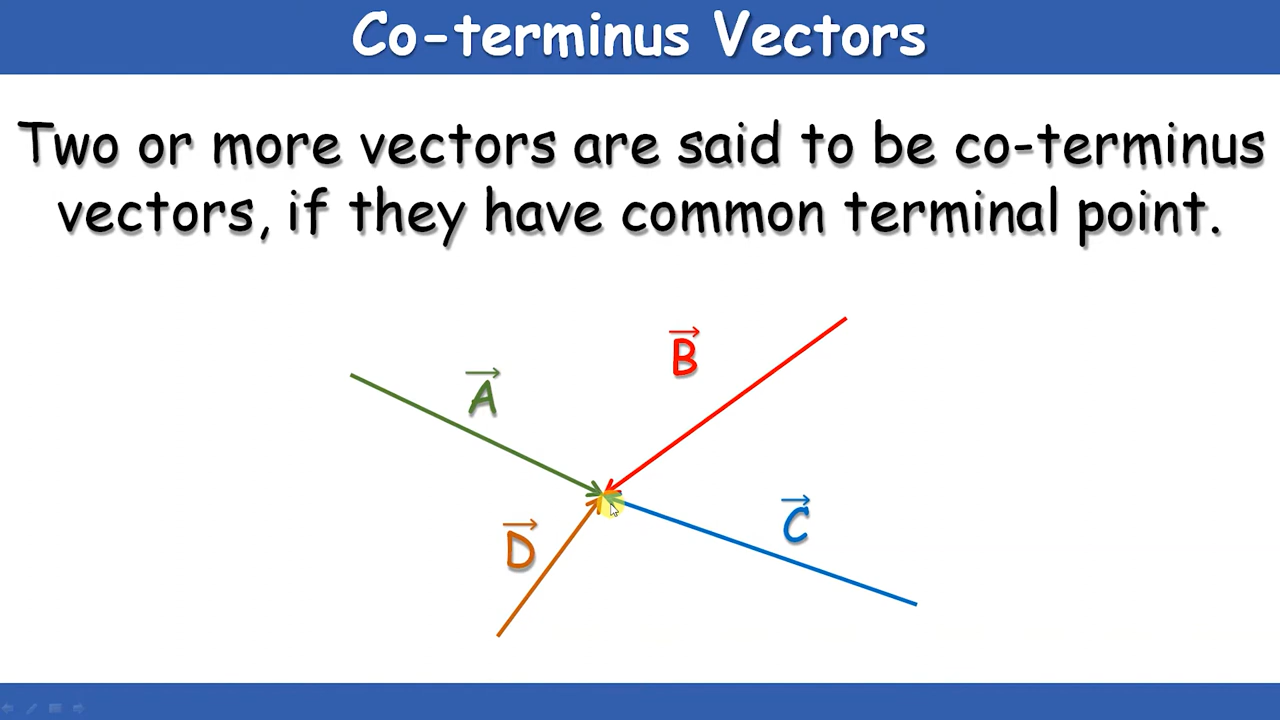 Co-terminus Vectors
Two or more vectors are said to be co-terminus
vectors, if they have common terminal point.
B⃗
A⃗
C⃗
D⃗